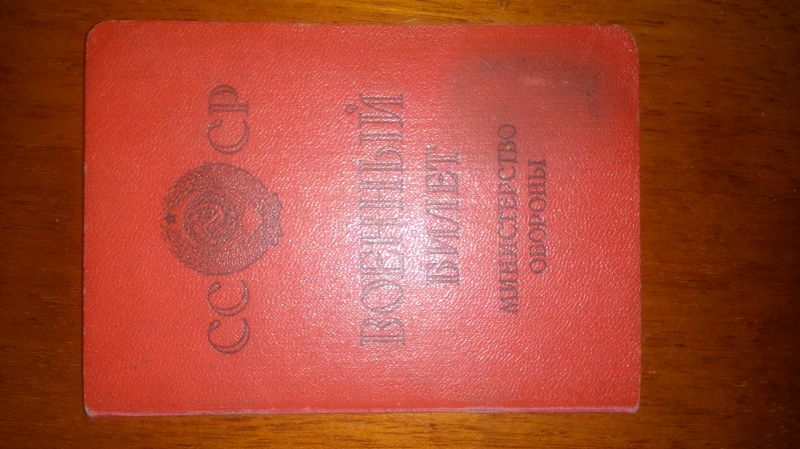 СССР
ВОЕННЫЙ
БИЛЕТ
МИНИСТЕРСТВО
ОБОРОНЫ